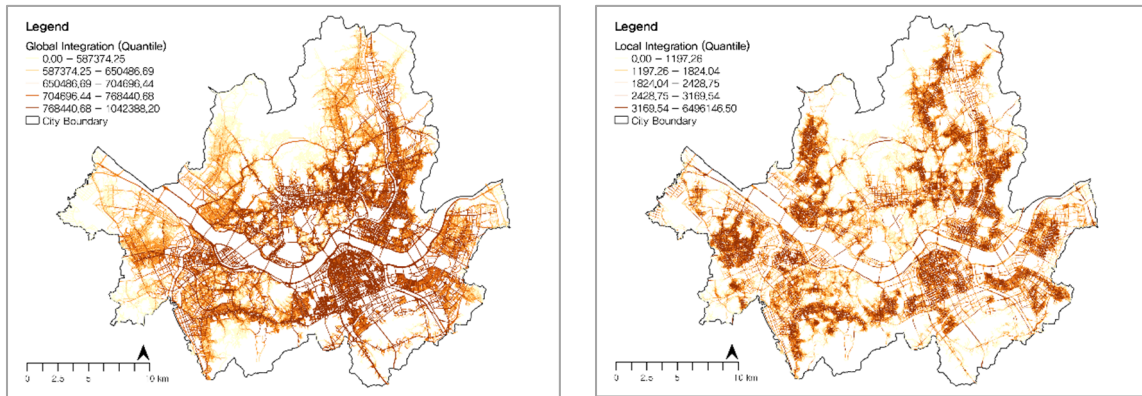 Legend
Global Integration (Quantile)
0,00 - 587374,25
587374,25 - 650486,69
650486,69 - 704696,44
704696,44 - 768440,68
768440,68 - 1042388,20
City Boundary
0 2.5 5 10 km
Legend
Local Integration (Quantile)
0,00 - 1197,26
1197,26 - 1824,04
1824,04 - 2428,75
2428,75 - 3169,54
3169,54 - 6496146,50
City Boundary
0 2.5 5 10 km